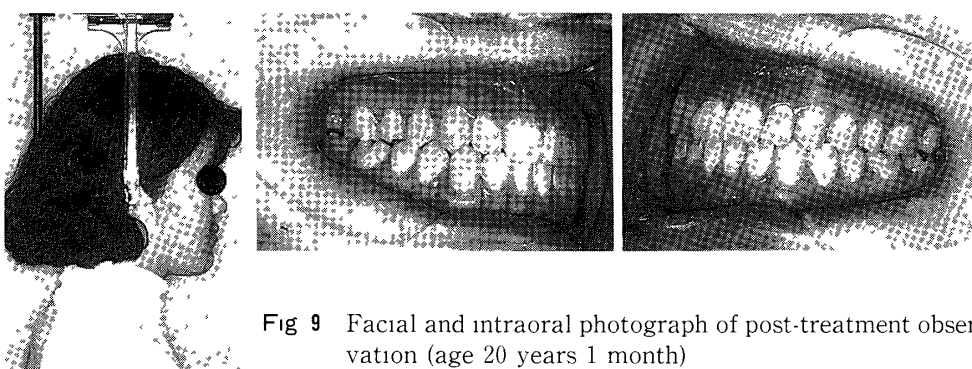 Fig 9 Facial and intraoral photograph of post-treatment obser
vation (age 20 years 1 month)